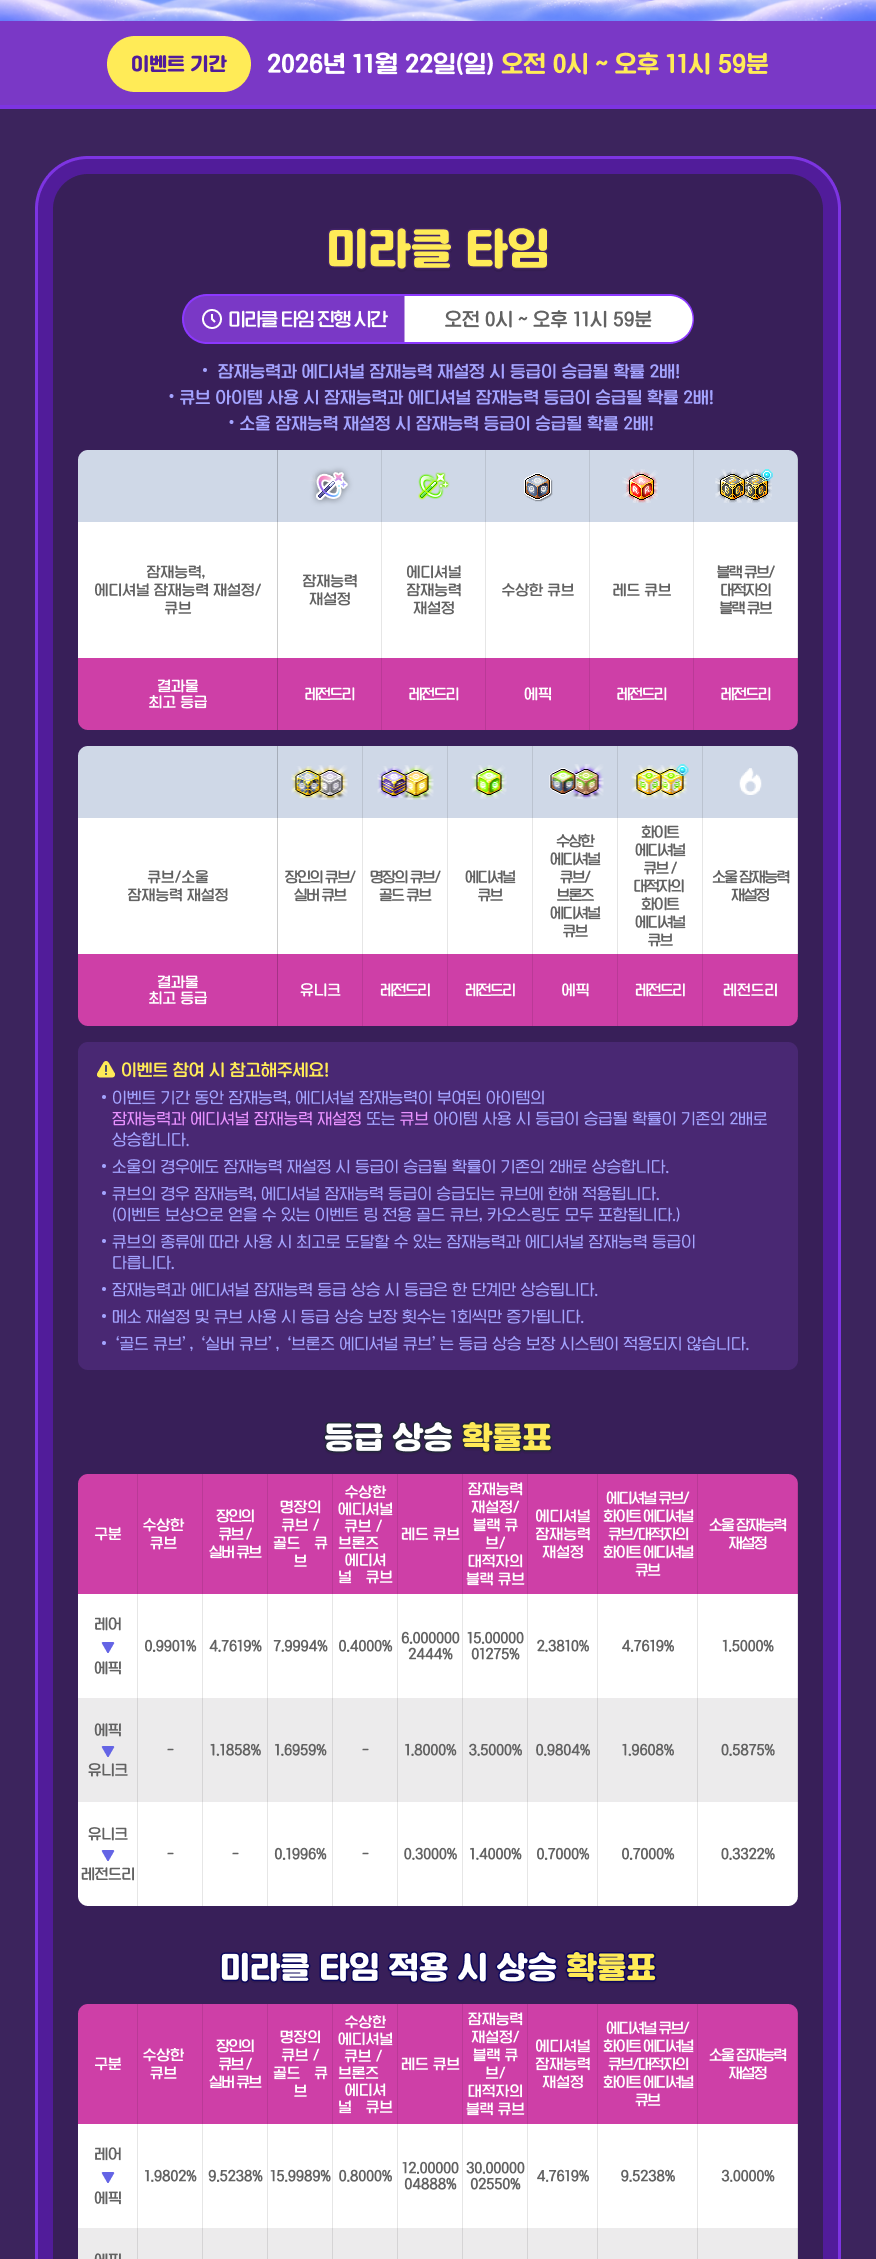 이벤트 기간 2026년 11월 22일(일) 오전 0시 ~ 오후 11시 59분
미라클 타임
미라클 타임 진행 시간 오전 0시 ~ 오후 11시 59분
• 잠재능력과 에디셔널 잠재능력 재설정 시 등급이 승급될 확률 2배!
• 큐브 아이템 사용 시 잠재능력과 에디셔널 잠재능력 등급이 승급될 확률 2배!
• 소울 잠재능력 재설정 시 잠재능력 등급이 승급될 확률 2배!
잠재능력,
에디셔널 잠재능력 재설정/
큐브
잠재능력
재설정
에디셔널
잠재능력
재설정
수상한 큐브
레드 큐브
블랙 큐브/
대적자의
블랙 큐브
결과물
최고 등급
레전드리 레전드리 에픽 레전드리 레전드리
큐브/소울
잠재능력 재설정
장인의 큐브/
실버 큐브
명장의 큐브/
골드 큐브
에디셔널
큐브
수상한
에디셔널
큐브/
브론즈
에디셔널
큐브
화이트
에디셔널
큐브 /
대적자의
화이트
에디셔널
큐브
소울 잠재능력
재설정
결과물
최고 등급
유니크 레전드리 레전드리 에픽 레전드리 레전드리
이벤트 참여 시 참고해주세요!
• 이벤트 기간 동안 잠재능력, 에디셔널 잠재능력이 부여된 아이템의
잠재능력과 에디셔널 잠재능력 재설정 또는 큐브 아이템 사용 시 등급이 승급될 확률이 기존의 2배로
상승합니다.
• 소울의 경우에도 잠재능력 재설정 시 등급이 승급될 확률이 기존의 2배로 상승합니다.
• 큐브의 경우 잠재능력, 에디셔널 잠재능력 등급이 승급되는 큐브에 한해 적용됩니다.
(이벤트 보상으로 얻을 수 있는 이벤트 링 전용 골드 큐브, 카오스링도 모두 포함됩니다.)
• 큐브의 종류에 따라 사용 시 최고로 도달할 수 있는 잠재능력과 에디셔널 잠재능력 등급이
다릅니다.
• 잠재능력과 에디셔널 잠재능력 등급 상승 시 등급은 한 단계만 상승됩니다.
• 메소 재설정 및 큐브 사용 시 등급 상승 보장 횟수는 1회씩만 증가됩니다.
• ‘골드 큐브’, ‘실버 큐브’, ‘브론즈 에디셔널 큐브’는 등급 상승 보장 시스템이 적용되지 않습니다.
등급 상승 확률표
구분
수상한
큐브
장인의
큐브 /
실버 큐브
명장의
큐브 /
골드 큐
브
수상한
에디셔널
큐브 /
브론즈
에디셔
널 큐브
레드 큐브
잠재능력
재설정/
블랙 큐
브/
대적자의
블랙 큐브
에디셔널
잠재능력
재설정
에디셔널 큐브/
화이트 에디셔널
큐브/대적자의
화이트 에디셔널
큐브
소울 잠재능력
재설정
레어
▼
에픽
0.9901% 4.7619% 7.9994% 0.4000%
6.000000
2444%
15.00000
01275%
2.3810% 4.7619% 1.5000%
에픽
▼
유니크
- 1.1858% 1.6959% - 1.8000% 3.5000% 0.9804% 1.9608% 0.5875%
유니크
▼
레전드리
- - 0.1996% - 0.3000% 1.4000% 0.7000% 0.7000% 0.3322%
미라클 타임 적용 시 상승 확률표
구분
수상한
큐브
장인의
큐브 /
실버 큐브
명장의
큐브 /
골드 큐
브
수상한
에디셔널
큐브 /
브론즈
에디셔
널 큐브
레드 큐브
잠재능력
재설정/
블랙 큐
브/
대적자의
블랙 큐브
에디셔널
잠재능력
재설정
에디셔널 큐브/
화이트 에디셔널
큐브/대적자의
화이트 에디셔널
큐브
소울 잠재능력
재설정
레어
▼
에픽
1.9802% 9.5238% 15.9989% 0.8000%
12.00000
04888%
30.00000
02550%
4.7619% 9.5238% 3.0000%